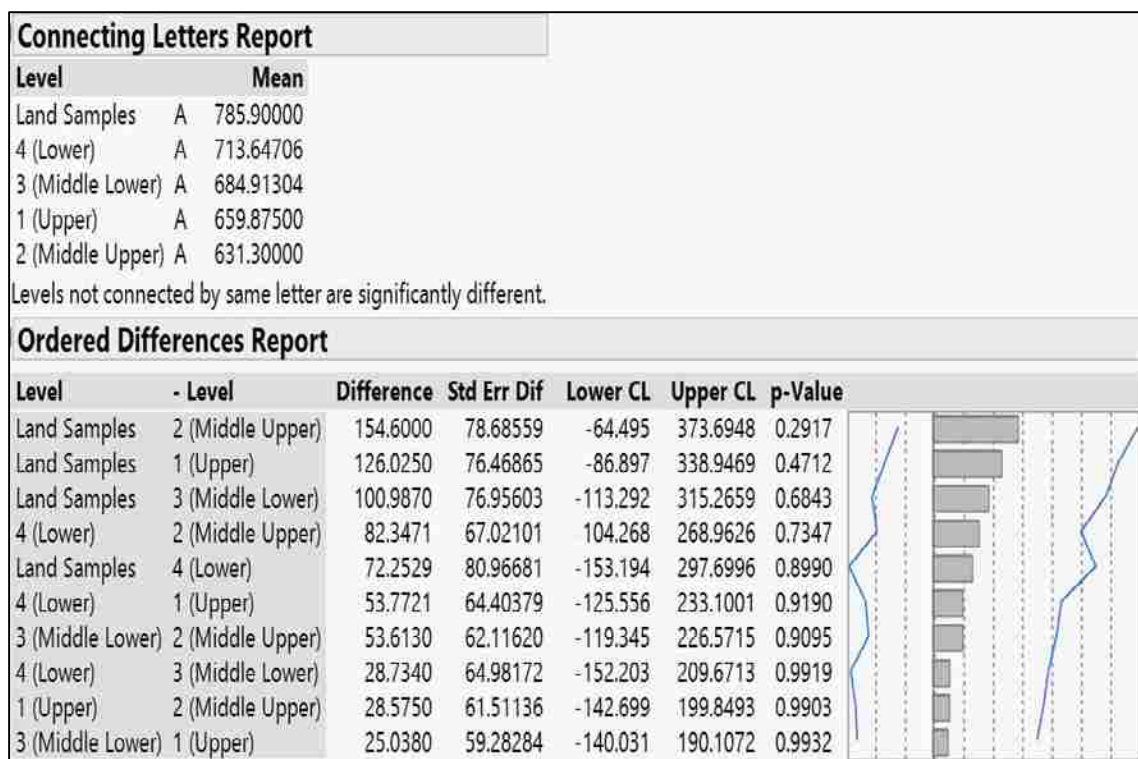 Connecting Letters Report
Level Mean
Land Samples A 785.90000
4 (Lower) A 713.64706
3 (Middle Lower) A 684.91304
1 (Upper) A 659.87500
2 (Middle Upper) A 631.30000
Levels not connected by same letter are significantly different.
Ordered Differences Report
Level - Level Difference Std Err Dif Lower CL Upper CL p-Value
Land Samples 2 (Middle Upper) 154.6000 78.68559 -64.495 373.6948 0.2917
Land Samples 1 (Upper) 126.0250 76.46865 -86.897 338.9469 0.4712
Land Samples 3 (Middle Lower) 100.9870 76.95603 -113.292 315.2659 0.6843
4 (Lower) 2 (Middle Upper) 82.3471 67.02101 -104.268 268.9626 0.7347
Land Samples 4 (Lower) 72.2529 80.96681 -153.194 297.6996 0.8990
4 (Lower) 1 (Upper) 53.7721 64.40379 -125.556 233.1001 0.9190
3 (Middle Lower) 2 (Middle Upper) 53.6130 62.11620 -119.345 226.5715 0.9095
4 (Lower) 3 (Middle Lower) 28.7340 64.98172 -152.203 209.6713 0.9919
1 (Upper) 2 (Middle Upper) 28.5750 61.51136 -142.699 199.8493 0.9903
3 (Middle Lower) 1 (Upper) 25.0380 59.28284 -140.031 190.1072 0.9932